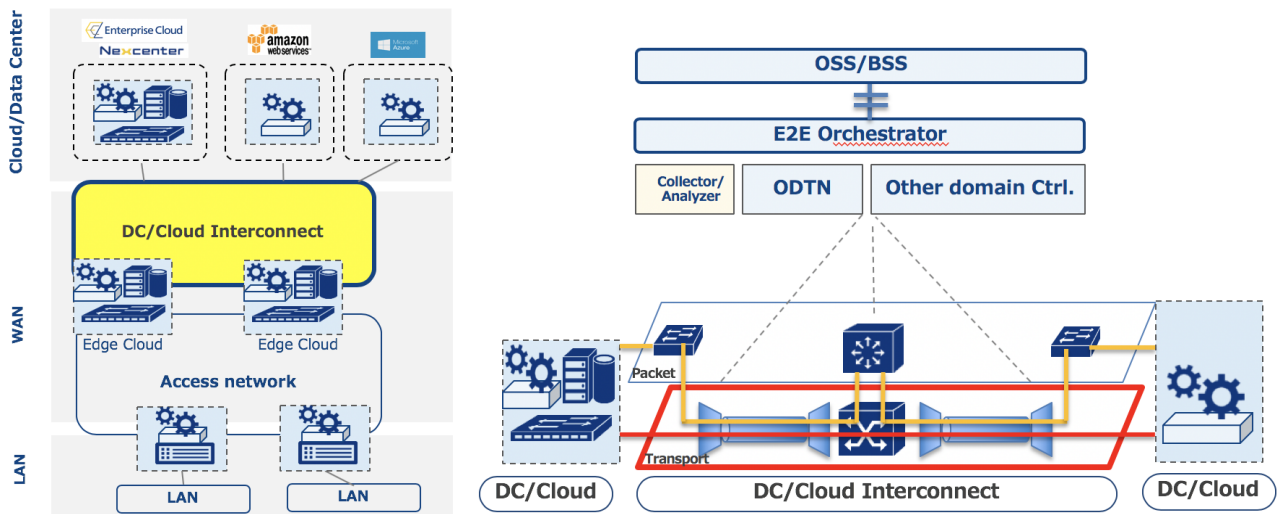 Cloud/Data Center
Enterprise Cloud
Nexcenter
amazon
webservices™
Microsoft
Azure
DC/Cloud Interconnect
WAN
Edge Cloud
Edge Cloud
Access network
LAN
LAN
LAN
OSS/BSS
E2E Orchestrator
Collector/
Analyzer
ODTN
Other domain Ctrl.
Packet
Transport
DC/Cloud
DC/Cloud Interconnect
DC/Cloud